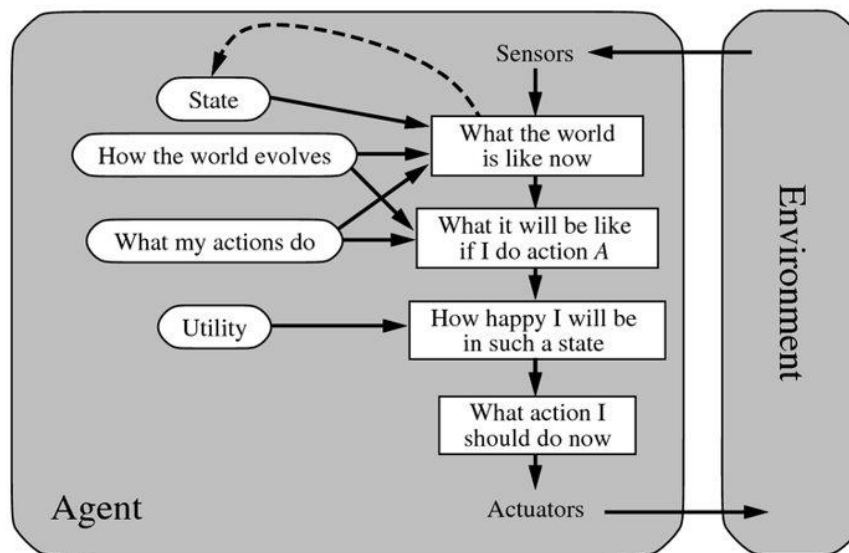 Sensors
State
What the world
is like now
How the world evolves
What my actions do
What it will be like
if I do action A
Utility
How happy I will be
in such a state
What action I
should do now
Agent
Actuators
Environment